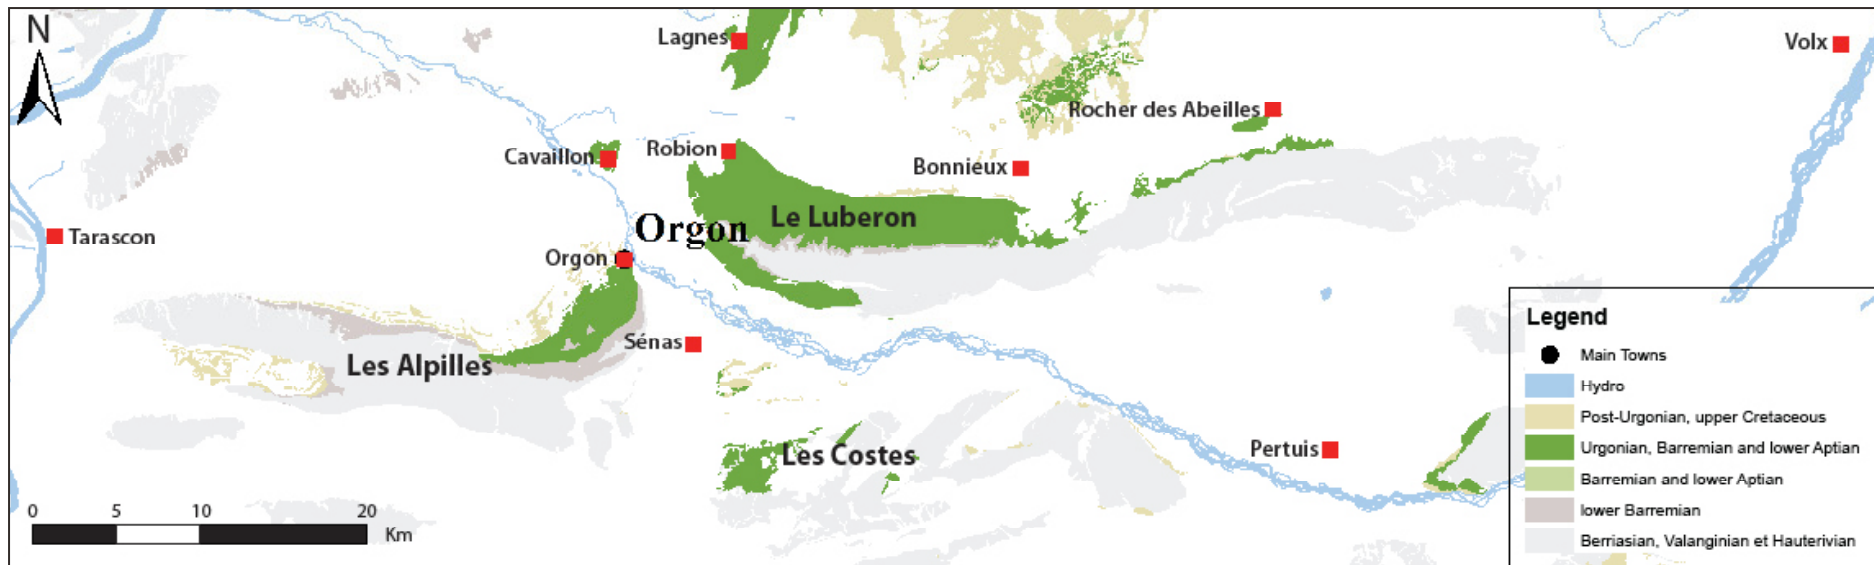 N
Lagnes
Volx
Rocher des Abeilles
Cavaillon
Robion
Bonnieux
Le Luberon
Orgon
Tarascon
Orgon
Sénas
Les Alpilles
Les Costes
Pertuis
0 5 10 20
Km
Legend
Main Towns
Hydro
Post-Urgonian, upper Cretaceous
Urgonian, Barremian and lower Aptian
Barremian and lower Aptian
lower Barremian
Berriasian, Valanginian et Hauterivian